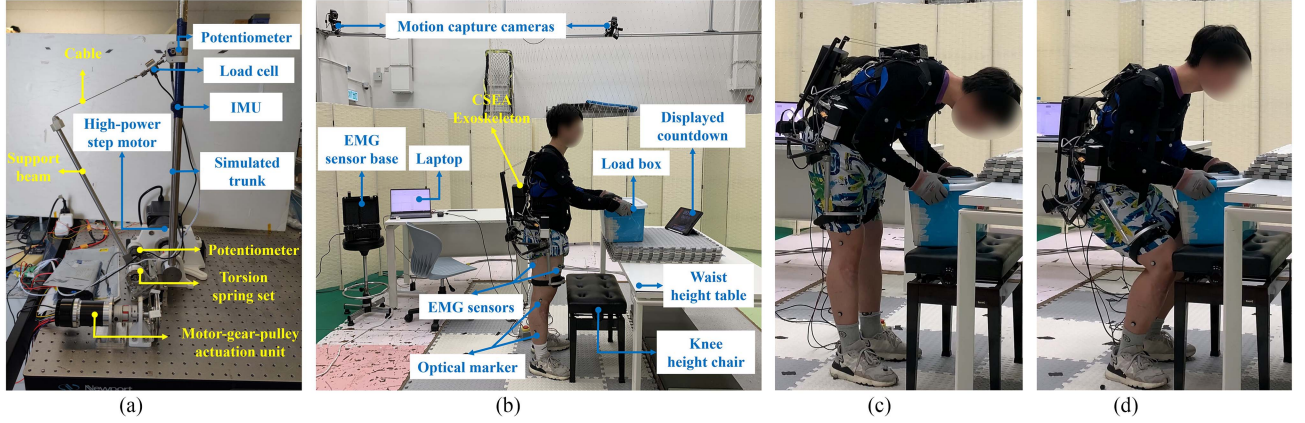 Potentiometer
Cable
Load cell
IMU
High-power
step motor
Support
beam
Simulated
trunk
Potentiometer
Torsion
spring set
Motor-gear-pulley
actuation unit
Newport
Motion capture cameras
CSEA
Exoskeleton
EMG
sensor base
Laptop
Displayed
countdown
Load box
EMG sensors
Waist
height table
Optical marker
Knee
height chair
(a)
(b)
(c)
(d)